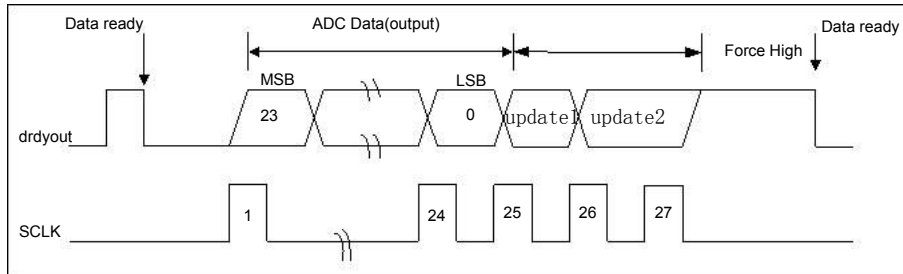 Data ready
ADC Data(output)
Force High
Data ready
MSB
LSB
23
0
update1
update2
drdyout
1
24
25
26
27
SCLK